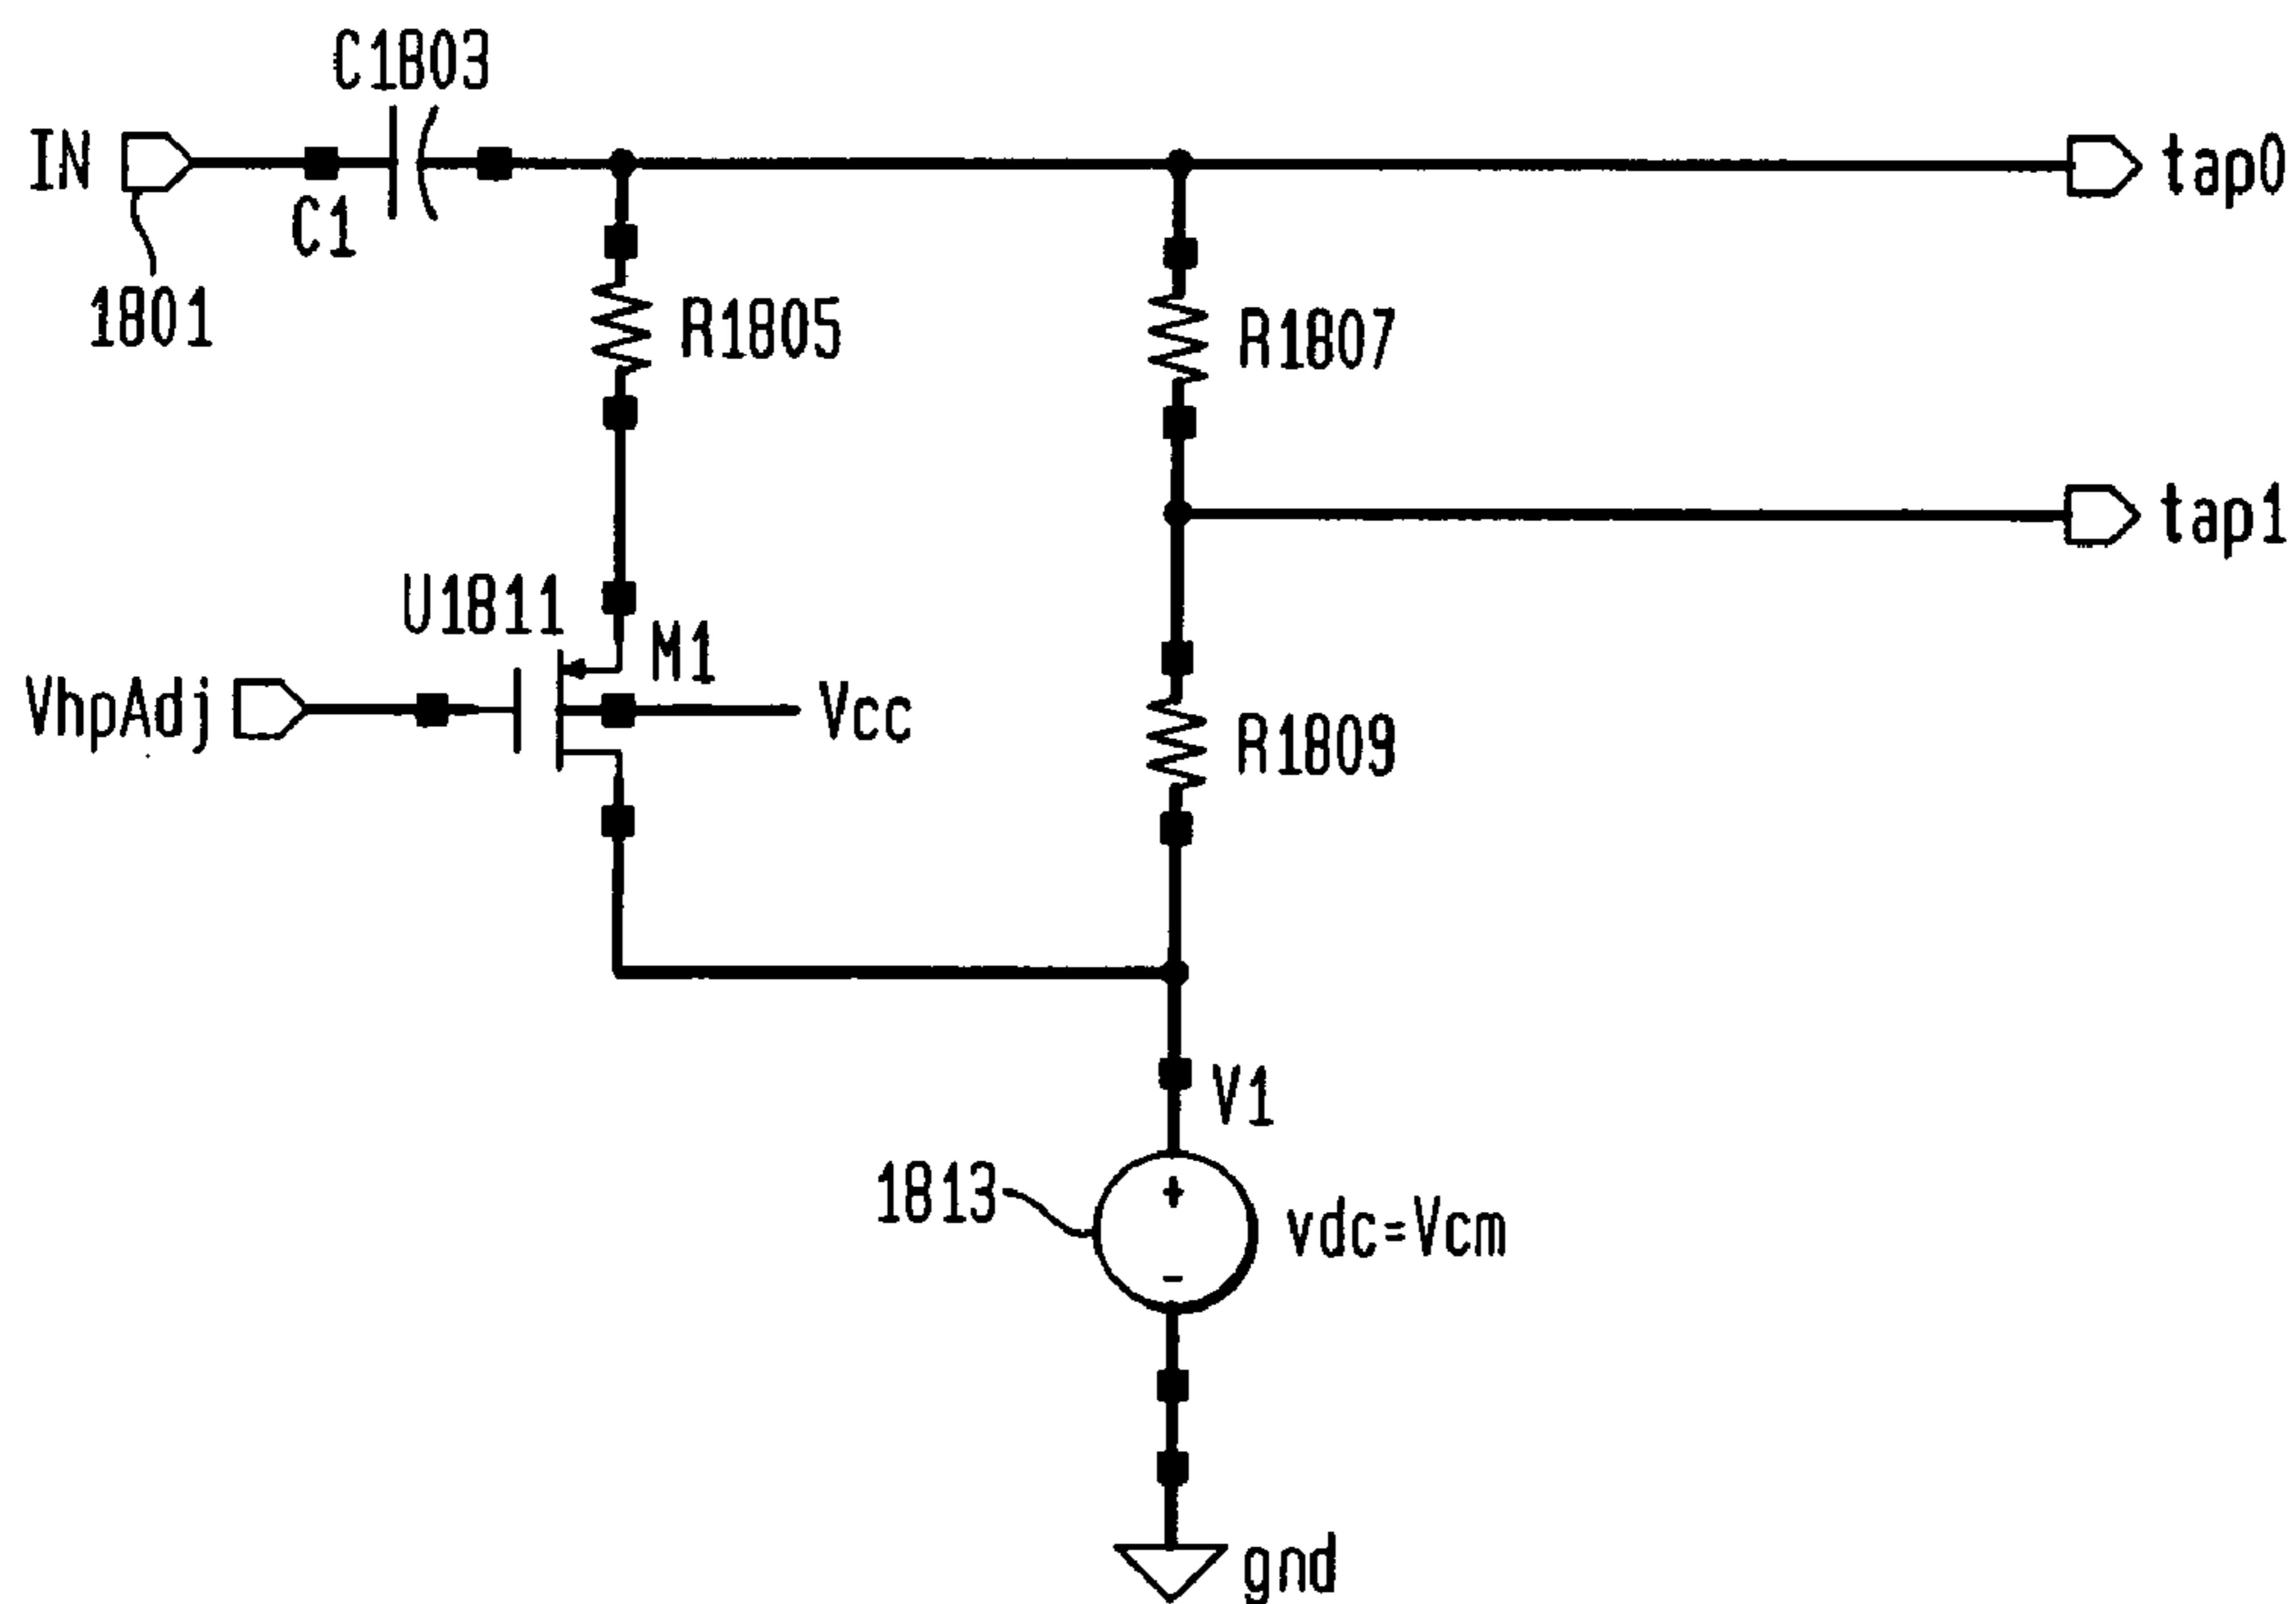 C1803
IN
C1
1801
tap0
R1805
R1807
tap1
U1811
M1
VhpAdj
Vcc
R1809
V1
1813
+
vdc=Vcm
-
gnd